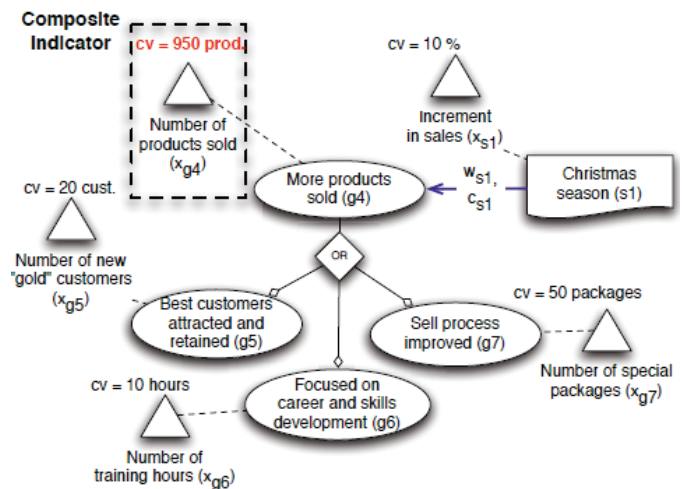 Composite
Indicator
cv = 950 prod.
Number of
products sold
(xg4)
cv = 10 %
Increment
in sales (xs1)
Christmas
season (s1)
ws1,
cs1
More products
sold (g4)
OR
cv = 20 cust.
Number of new
"gold" customers
(xg5)
Best customers
attracted and
retained (g5)
Sell process
improved (g7)
cv = 50 packages
Number of special
packages (xg7)
cv = 10 hours
Number of
training hours (xg6)
Focused on
career and skills
development (g6)